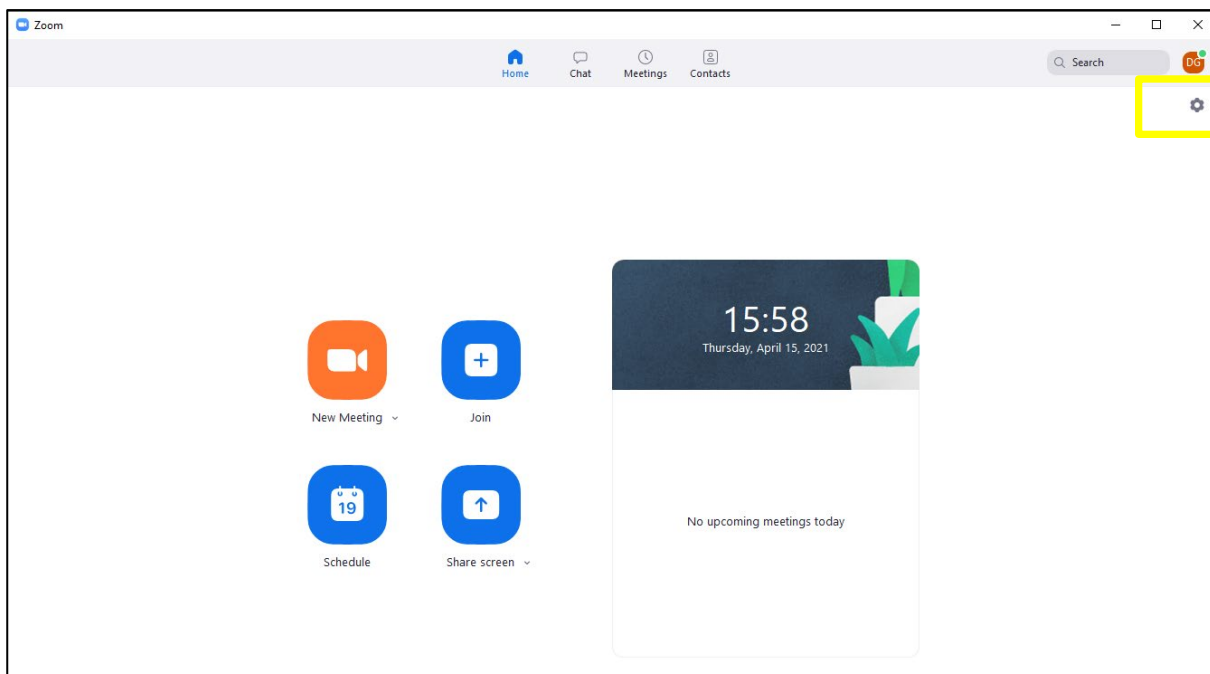 Zoom
Home
Chat
Meetings
Contacts
Search
DG
15:58
Thursday, April 15, 2021
New Meeting
Join
19
Schedule
Share screen
No upcoming meetings today